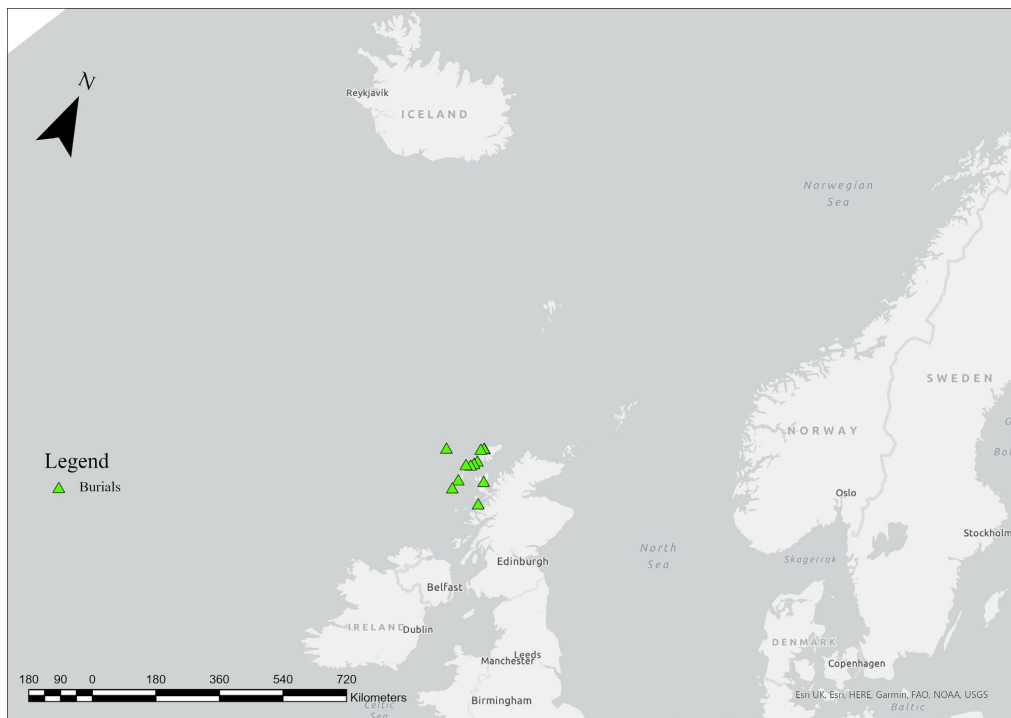 N
Reykjavík
ICELAND
Norwegian
Sea
SWEDEN
NORWAY
Legend
Burials
Oslo
Stockholm
North
Sea
Skagerrak
Edinburgh
Belfast
IRELAND
Dublin
DENMARK
Leeds
Manchester
Copenhagen
180 90 0 180 360 540 720
Kilometers
Celtic
Sea
Birmingham
Esri UK, Esri, HERE, Garmin, FAO, NOAA, USGS
Baltic